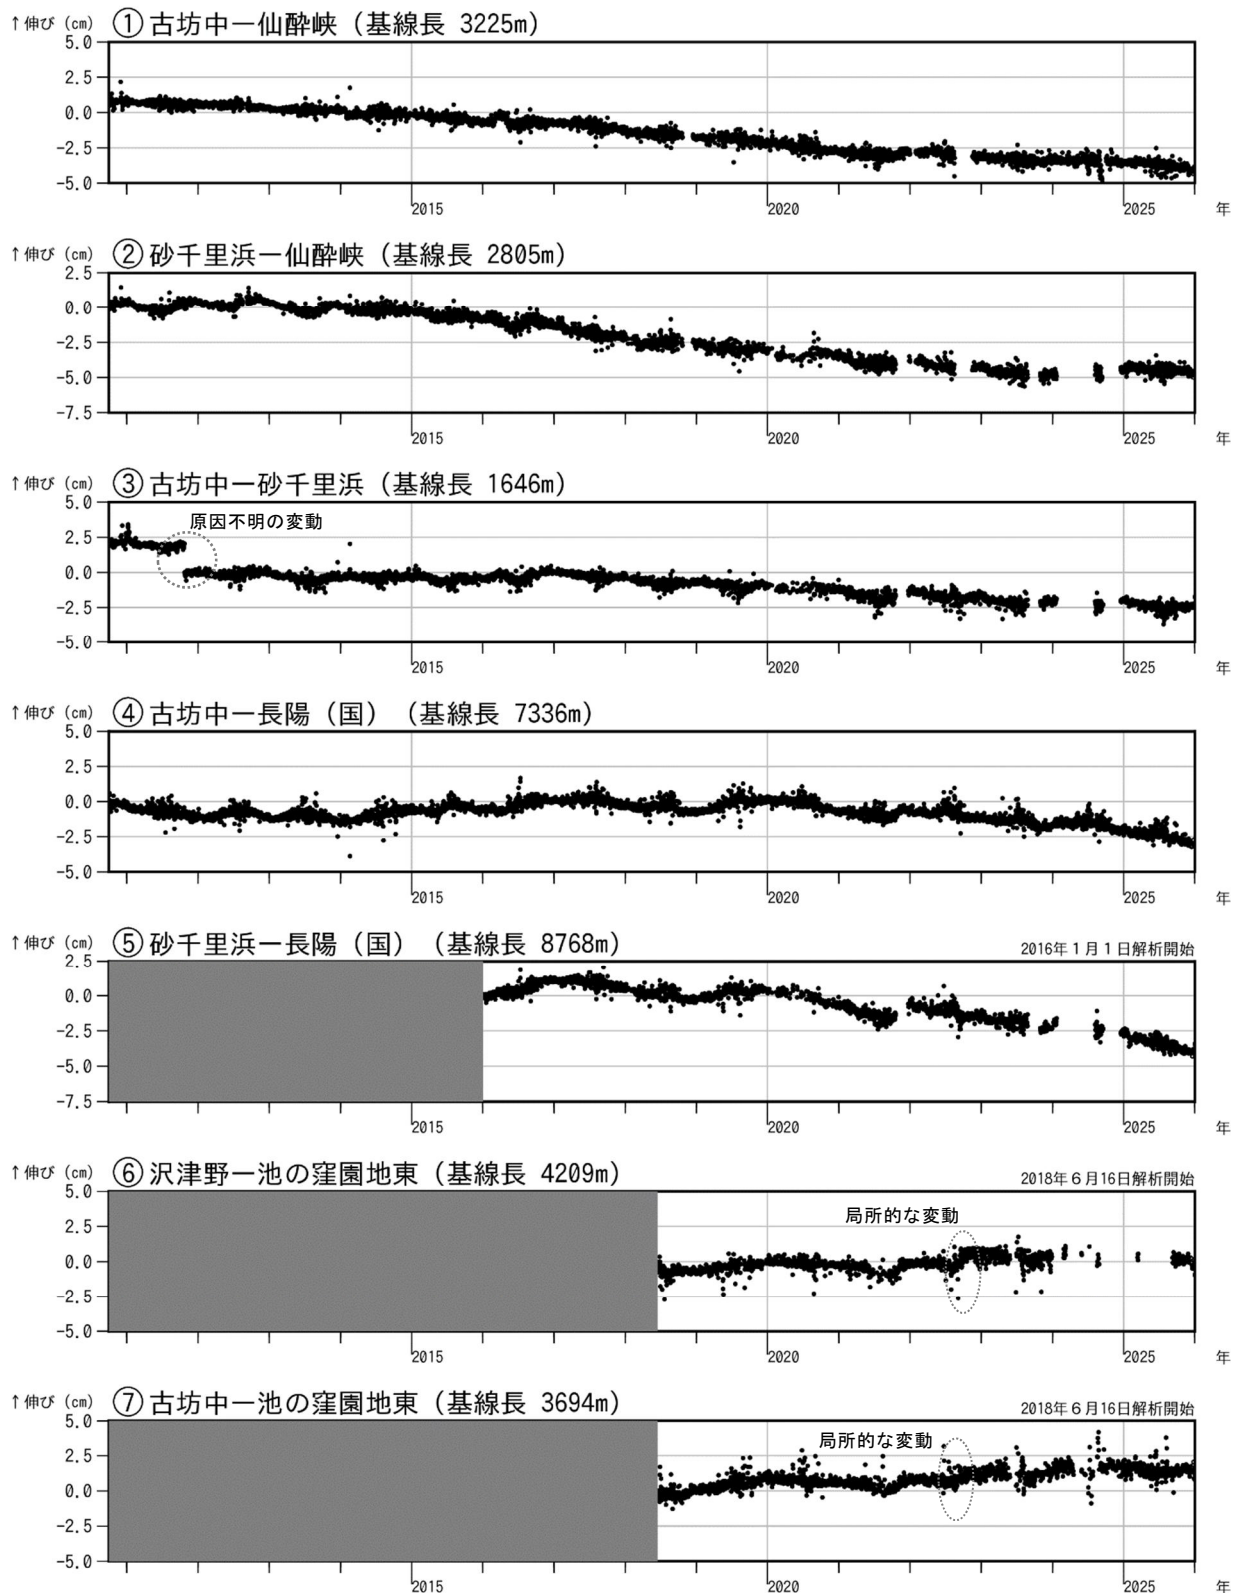 ↑伸び (cm) ①古坊中ー仙酔峡（基線長 3225m）
5.0
2.5
0.0
-2.5
-5.0
2015 2020 2025 年
↑伸び (cm) ②砂千里浜ー仙酔峡（基線長 2805m）
2.5
0.0
-2.5
-5.0
-7.5
2015 2020 2025 年
↑伸び (cm) ③古坊中ー砂千里浜（基線長 1646m）
5.0
原因不明の変動
2.5
0.0
-2.5
-5.0
2015 2020 2025 年
↑伸び (cm) ④古坊中ー長陽（国）（基線長 7336m）
5.0
2.5
0.0
-2.5
-5.0
2015 2020 2025 年
↑伸び (cm) ⑤砂千里浜ー長陽（国）（基線長 8768m） 2016年１月１日解析開始
2.5
0.0
-2.5
-5.0
-7.5
2015 2020 2025 年
↑伸び (cm) ⑥沢津野ー池の窪園地東（基線長 4209m） 2018年６月16日解析開始
5.0
局所的な変動
2.5
0.0
-2.5
-5.0
2015 2020 2025 年
↑伸び (cm) ⑦古坊中ー池の窪園地東（基線長 3694m） 2018年６月16日解析開始
5.0
局所的な変動
2.5
0.0
-2.5
-5.0
2015 2020 2025 年